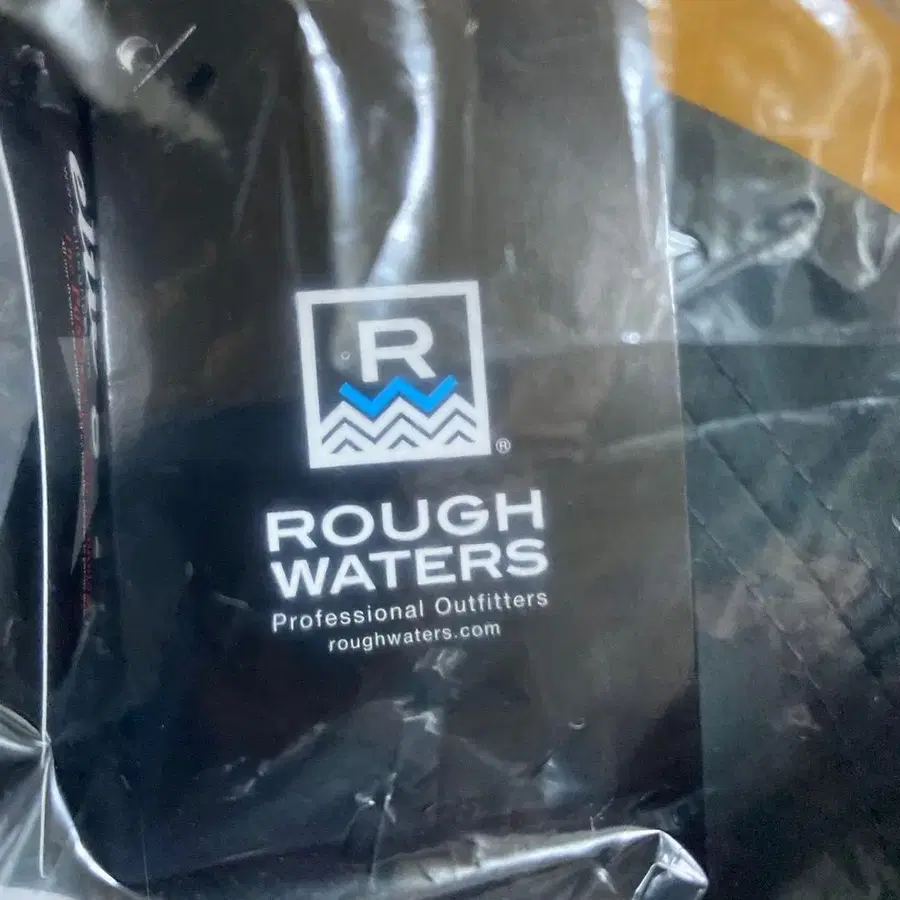 R
®
ROUGH
WATERS
Professional Outfitters
roughwaters.com